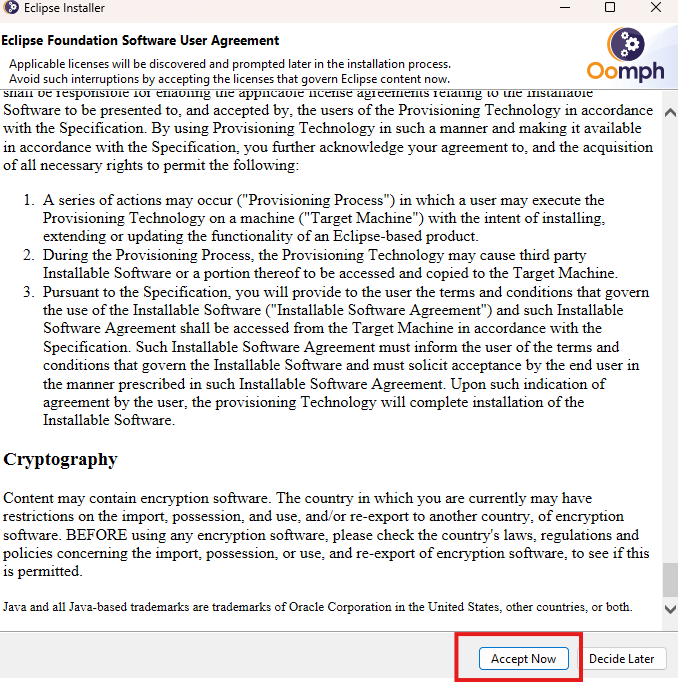 Eclipse Installer
Eclipse Foundation Software User Agreement
Applicable licenses will be discovered and prompted later in the installation process.
Avoid such interruptions by accepting the licenses that govern Eclipse content now.
Oomph
shall be responsible for enabling the applicable license agreements relating to the Installable
Software to be presented to, and accepted by, the users of the Provisioning Technology in accordance
with the Specification. By using Provisioning Technology in such a manner and making it available
in accordance with the Specification, you further acknowledge your agreement to, and the acquisition
of all necessary rights to permit the following:
1. A series of actions may occur ("Provisioning Process") in which a user may execute the
Provisioning Technology on a machine ("Target Machine") with the intent of installing,
extending or updating the functionality of an Eclipse-based product.
2. During the Provisioning Process, the Provisioning Technology may cause third party
Installable Software or a portion thereof to be accessed and copied to the Target Machine.
3. Pursuant to the Specification, you will provide to the user the terms and conditions that govern
the use of the Installable Software ("Installable Software Agreement") and such Installable
Software Agreement shall be accessed from the Target Machine in accordance with the
Specification. Such Installable Software Agreement must inform the user of the terms and
conditions that govern the Installable Software and must solicit acceptance by the end user in
the manner prescribed in such Installable Software Agreement. Upon such indication of
agreement by the user, the provisioning Technology will complete installation of the
Installable Software.
Cryptography
Content may contain encryption software. The country in which you are currently may have
restrictions on the import, possession, and use, and/or re-export to another country, of encryption
software. BEFORE using any encryption software, please check the country's laws, regulations and
policies concerning the import, possession, or use, and re-export of encryption software, to see if this
is permitted.
Java and all Java-based trademarks are trademarks of Oracle Corporation in the United States, other countries, or both.
Accept Now
Decide Later